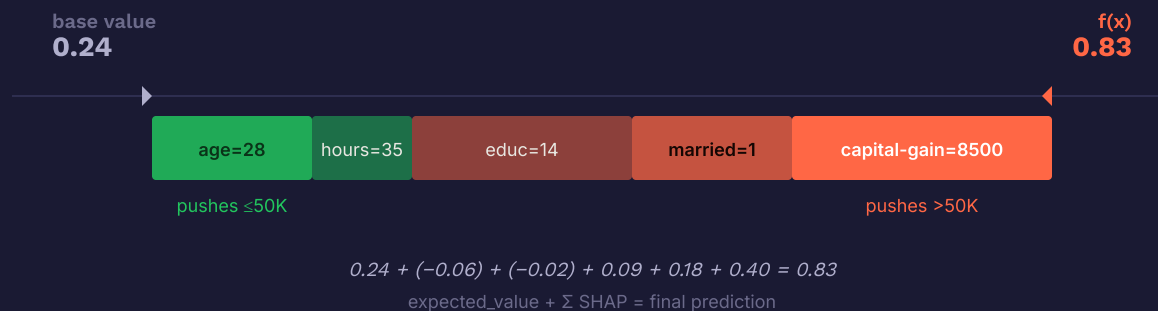 base value
f(x)
0.24
0.83
age=28
hours=35
educ=14
married=1
capital-gain=8500
pushes ≤50K
pushes >50K
0.24 + (−0.06) + (−0.02) + 0.09 + 0.18 + 0.40 = 0.83
expected_value + Σ SHAP = final prediction